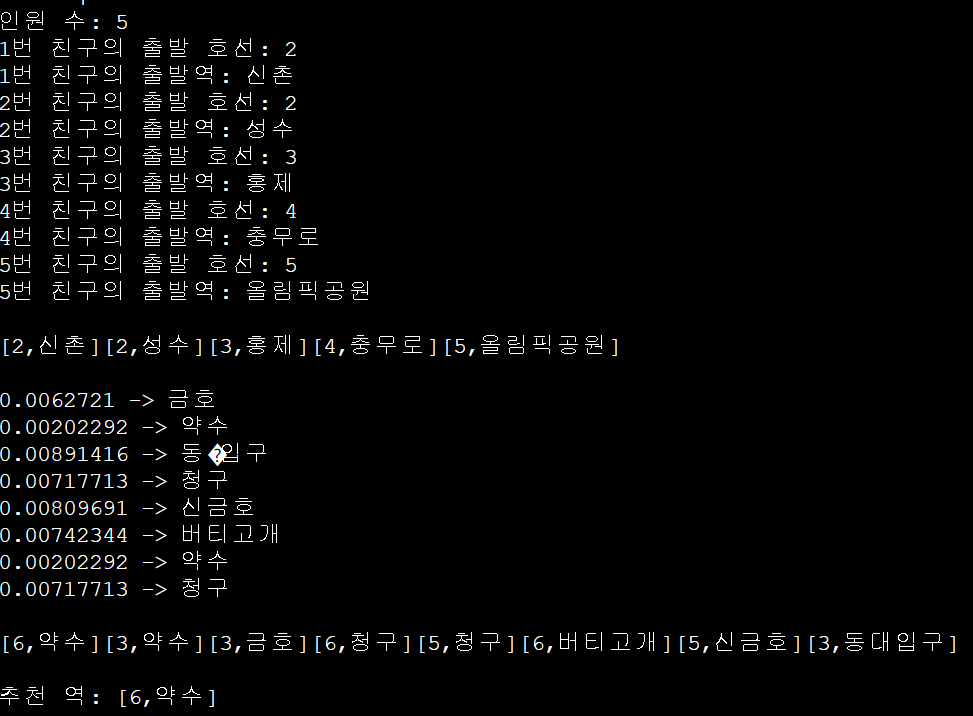 인원 수: 5
1번 친구의 출발 호선: 2
1번 친구의 출발역: 신촌
2번 친구의 출발 호선: 2
2번 친구의 출발역: 성수
3번 친구의 출발 호선: 3
3번 친구의 출발역: 홍제
4번 친구의 출발 호선: 4
4번 친구의 출발역: 충무로
5번 친구의 출발 호선: 5
5번 친구의 출발역: 올림픽공원
[2,신촌][2,성수][3,홍제][4,충무로][5,올림픽공원]
0.0062721 -> 금호
0.00202292 -> 약수
0.00891416 -> 동�입구
0.00717713 -> 청구
0.00809691 -> 신금호
0.00742344 -> 버티고개
0.00202292 -> 약수
0.00717713 -> 청구
[6,약수][3,약수][3,금호][6,청구][5,청구][6,버티고개][5,신금호][3,동대입구]
추천 역: [6,약수]